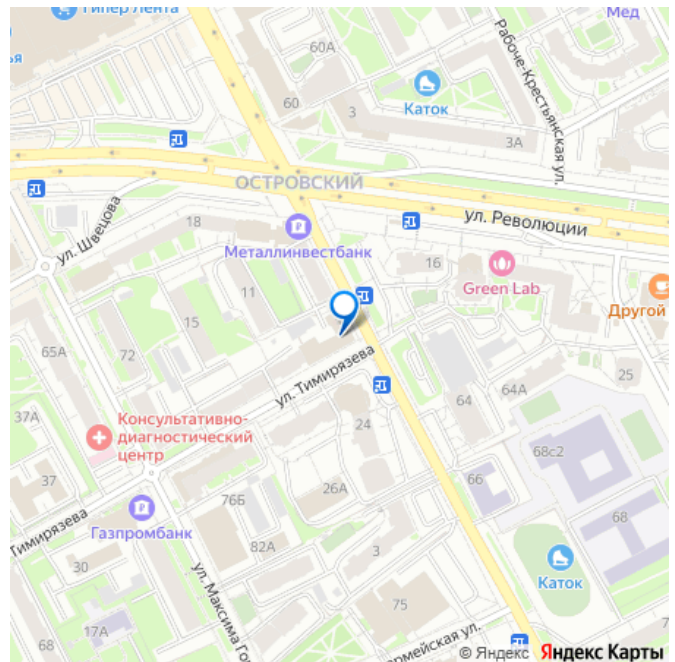 Гипер Лента
Мед
ья
60А
Каток
60
3
3А
Рабоче-Крестьянская ул.
ОСТРОВСКИЙ
ул. Революции
ул. Швецова
18
Металлинвестбанк
16
Green Lab
11
Другой
15
65А
72
ул. Тимирязева
25
64А
64
37А
Консультативно-
диагностический
центр
24
68с2
37
66
76Б
26А
68
Газпромбанк
Тимирязева
82А
3
Каток
30
ул. Максима Го
75
17А
68
армейская ул.
7
© Яндекс Яндекс Карты